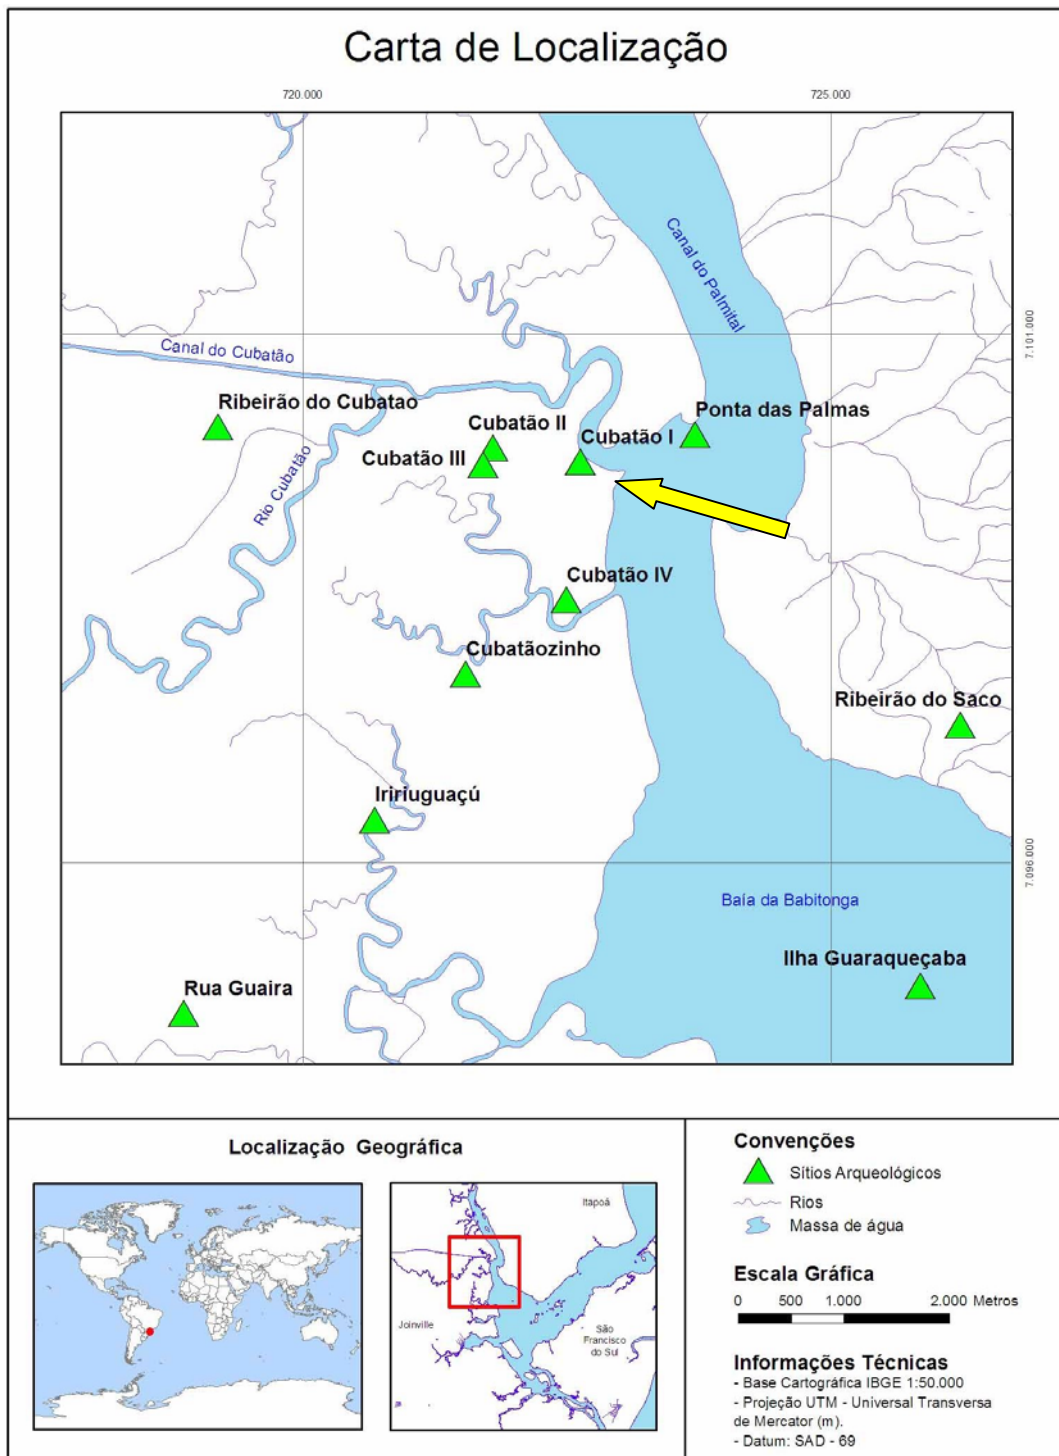 Carta de Localização
720.000
725.000
Canal do Palmital
7.101.000
Canal do Cubatão
Ribeirão do Cubatao
Cubatão II
Ponta das Palmas
Cubatão I
Cubatão III
Rio Cubatão
Cubatão IV
Cubatãozinho
Ribeirão do Saco
Iririuguaçú
7.096.000
Baía da Babitonga
Ilha Guaraqueçaba
Rua Guaira
Localização Geográfica
Itapoá
Joinville
São
Francisco
do Sul
Convenções
Sítios Arqueológicos
Rios
Massa de água
Escala Gráfica
0 500 1.000 2.000 Metros
Informações Técnicas
- Base Cartográfica IBGE 1:50.000
- Projeção UTM - Universal Transversa
de Mercator (m).
- Datum: SAD - 69